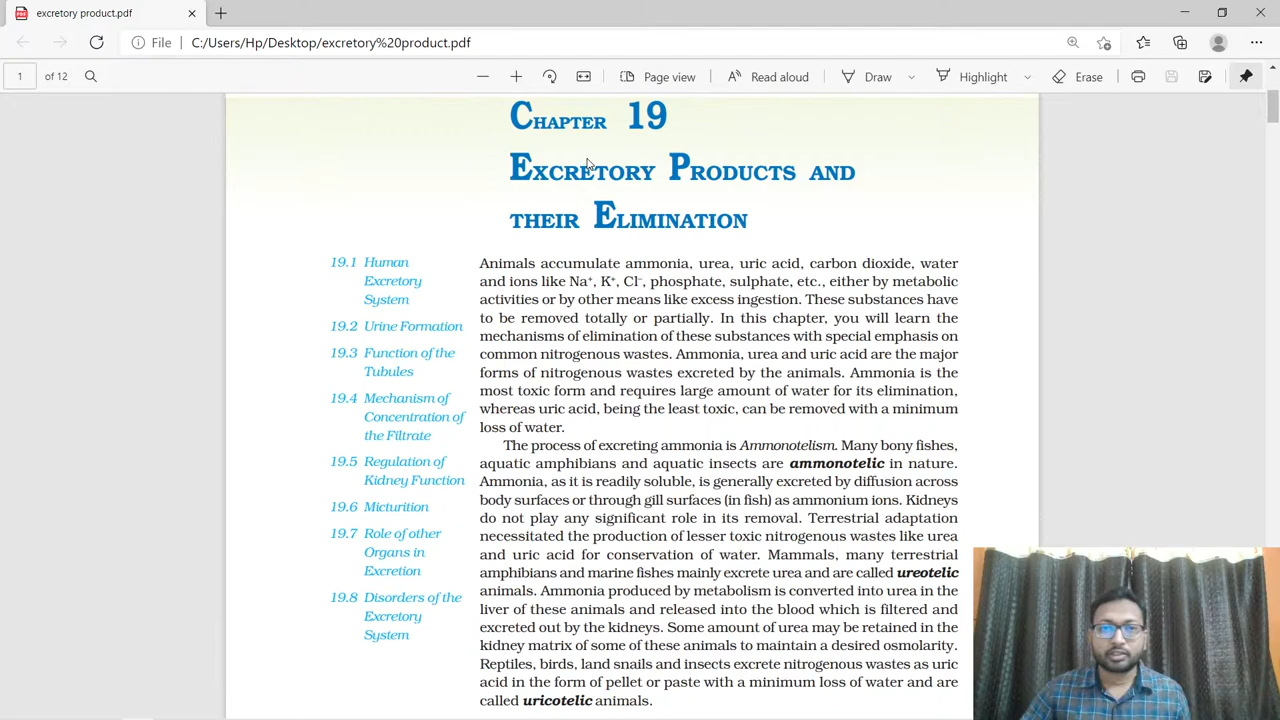 excretory product.pdf
File
C:/Users/Hp/Desktop/excretory%20product.pdf
1 of 12
Page view
Read aloud
Draw
Highlight
Erase
CHAPTER 19
EXCRETORY PRODUCTS AND
THEIR ELIMINATION
19.1 Human
Excretory
System
19.2 Urine Formation
19.3 Function of the
Tubules
19.4 Mechanism of
Concentration of
the Filtrate
19.5 Regulation of
Kidney Function
19.6 Micturition
19.7 Role of other
Organs in
Excretion
19.8 Disorders of the
Excretory
System
Animals accumulate ammonia, urea, uric acid, carbon dioxide, water
and ions like Na⁺, K⁺, Cl⁻, phosphate, sulphate, etc., either by metabolic
activities or by other means like excess ingestion. These substances have
to be removed totally or partially. In this chapter, you will learn the
mechanisms of elimination of these substances with special emphasis on
common nitrogenous wastes. Ammonia, urea and uric acid are the major
forms of nitrogenous wastes excreted by the animals. Ammonia is the
most toxic form and requires large amount of water for its elimination,
whereas uric acid, being the least toxic, can be removed with a minimum
loss of water.
The process of excreting ammonia is Ammonotelism. Many bony fishes,
aquatic amphibians and aquatic insects are ammonotelic in nature.
Ammonia, as it is readily soluble, is generally excreted by diffusion across
body surfaces or through gill surfaces (in fish) as ammonium ions. Kidneys
do not play any significant role in its removal. Terrestrial adaptation
necessitated the production of lesser toxic nitrogenous wastes like urea
and uric acid for conservation of water. Mammals, many terrestrial
amphibians and marine fishes mainly excrete urea and are called ureotelic
animals. Ammonia produced by metabolism is converted into urea in the
liver of these animals and released into the blood which is filtered and
excreted out by the kidneys. Some amount of urea may be retained in the
kidney matrix of some of these animals to maintain a desired osmolarity.
Reptiles, birds, land snails and insects excrete nitrogenous wastes as uric
acid in the form of pellet or paste with a minimum loss of water and are
called uricotelic animals.